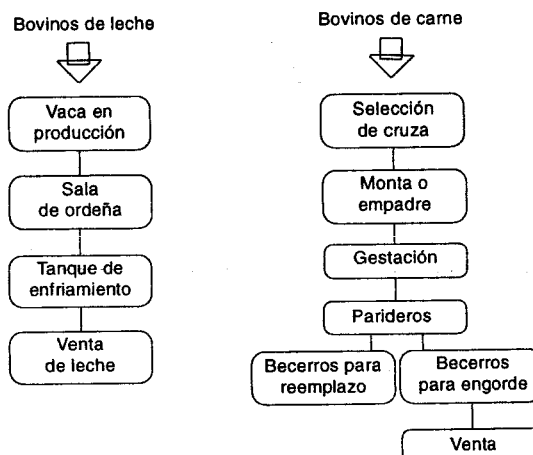 Bovinos de leche
Vaca en
producción
Sala
de ordeña
Tanque de
enfriamiento
Venta
de leche
Bovinos de carne
Selección
de cruza
Monta o
empadre
Gestación
Parideros
Becerros para
reemplazo
Becerros
para engorde
Venta